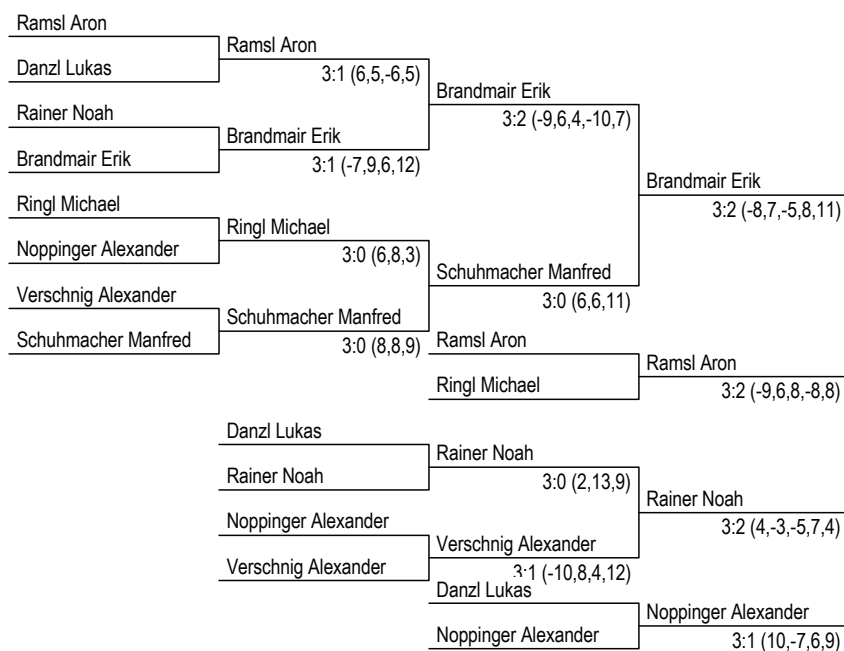 Ramsl Aron
Ramsl Aron
Danzl Lukas
3:1 (6,5,-6,5)
Brandmair Erik
Rainer Noah
3:2 (-9,6,4,-10,7)
Brandmair Erik
Brandmair Erik
3:1 (-7,9,6,12)
Brandmair Erik
Ringl Michael
3:2 (-8,7,-5,8,11)
Ringl Michael
Noppinger Alexander
3:0 (6,8,3)
Schuhmacher Manfred
Verschnig Alexander
3:0 (6,6,11)
Schuhmacher Manfred
Schuhmacher Manfred
3:0 (8,8,9)
Ramsl Aron
Ramsl Aron
Ringl Michael
3:2 (-9,6,8,-8,8)
Danzl Lukas
Rainer Noah
Rainer Noah
3:0 (2,13,9)
Rainer Noah
Noppinger Alexander
3:2 (4,-3,-5,7,4)
Verschnig Alexander
Verschnig Alexander
3:1 (-10,8,4,12)
Danzl Lukas
Noppinger Alexander
Noppinger Alexander
3:1 (10,-7,6,9)